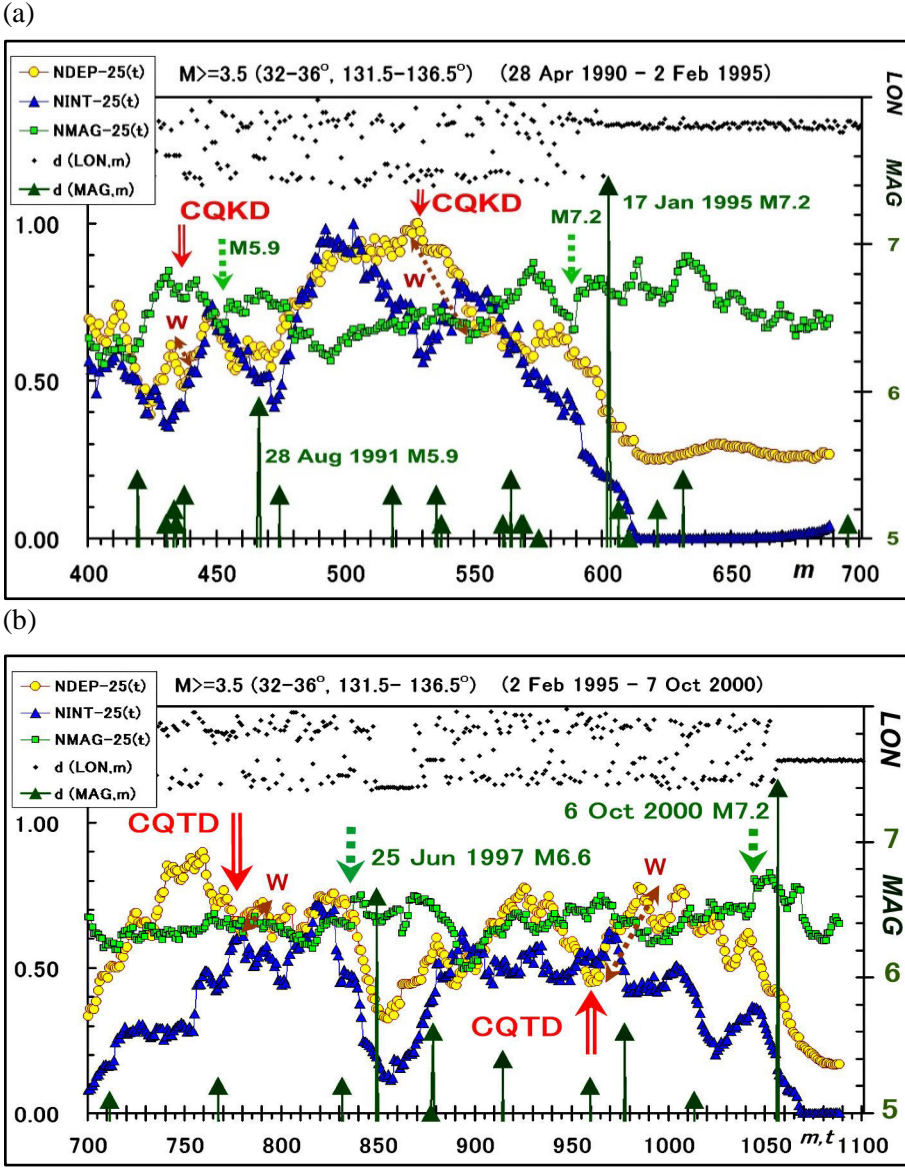 (a)
NDEP-25(t)
NINT-25(t)
NMAG-25(t)
d (LON,m)
d (MAG,m)
M>=3.5 (32-36°, 131.5-136.5°) (28 Apr 1990 - 2 Feb 1995)
LON
MAG
CQKD
M5.9
w
CQKD
w
M7.2
17 Jan 1995 M7.2
28 Aug 1991 M5.9
1.00
0.50
0.00
7
6
5
400 450 500 550 600 650 m 700
(b)
NDEP-25(t)
NINT-25(t)
NMAG-25(t)
d (LON,m)
d (MAG,m)
M>=3.5 (32-36°, 131.5- 136.5°) (2 Feb 1995 - 7 Oct 2000)
LON
MAG
CQTD
w
25 Jun 1997 M6.6
6 Oct 2000 M7.2
w
CQTD
1.00
0.50
0.00
7
6
5
700 750 800 850 900 950 1000 1050 m,t 1100